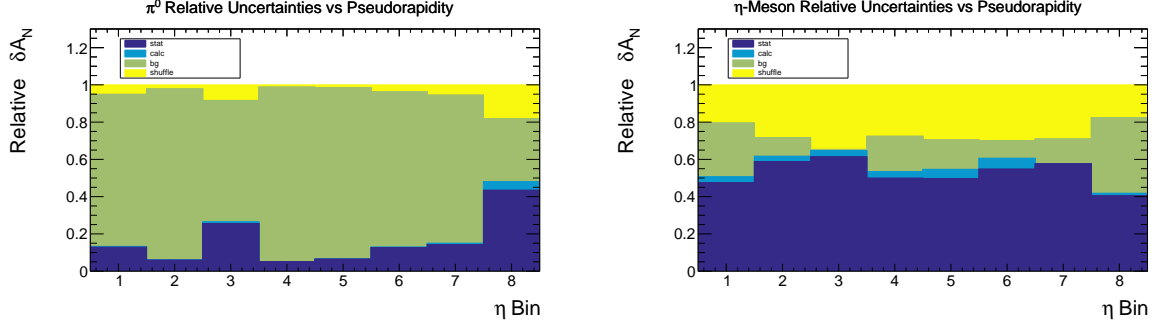 π⁰ Relative Uncertainties vs Pseudorapidity
Relative δA_N
1.2
1
0.8
0.6
0.4
0.2
0
stat
calc
bg
shuffle
1 2 3 4 5 6 7 8
η Bin
η-Meson Relative Uncertainties vs Pseudorapidity
Relative δA_N
1.2
1
0.8
0.6
0.4
0.2
0
stat
calc
bg
shuffle
1 2 3 4 5 6 7 8
η Bin